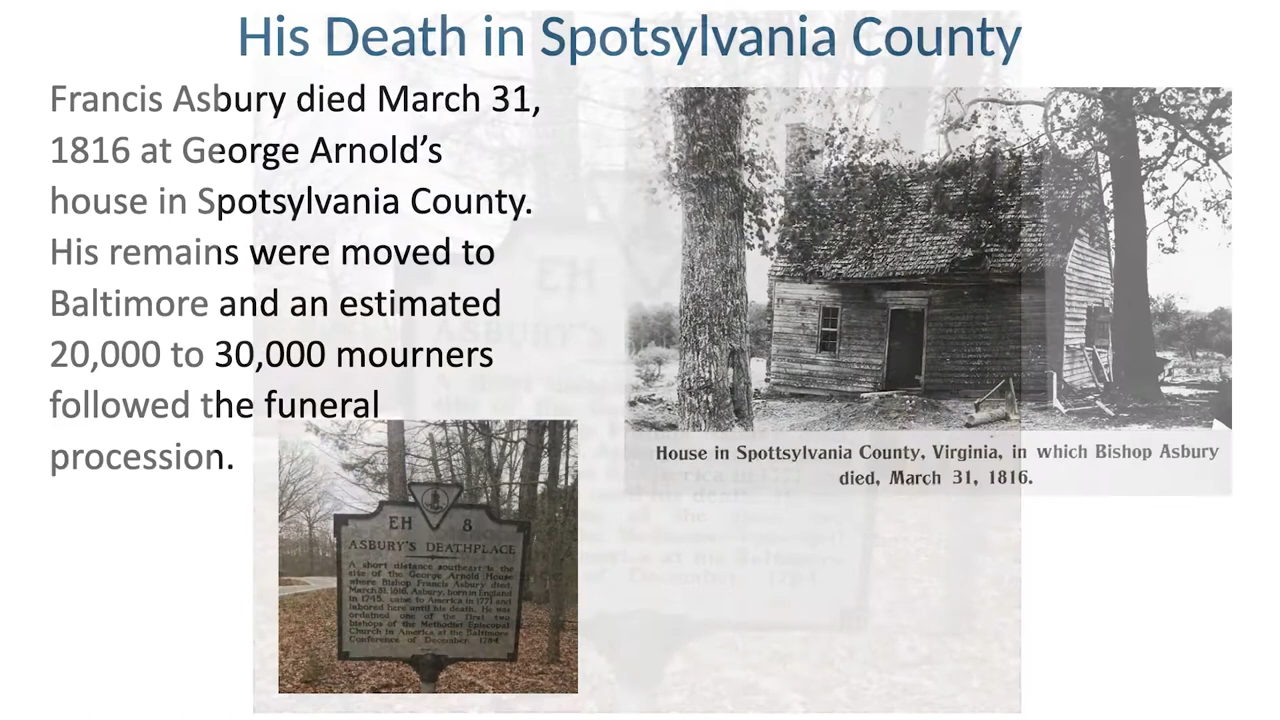 His Death in Spotsylvania County
Francis Asbury died March 31,
1816 at George Arnold’s
house in Spotsylvania County.
His remains were moved to
Baltimore and an estimated
20,000 to 30,000 mourners
followed the funeral
procession.
House in Spottsylvania County, Virginia, in which Bishop Asbury
died, March 31, 1816.
EH 8
ASBURY'S DEATHPLACE
A short distance southeast is the
site of the George Arnold House
where Bishop Francis Asbury died,
March 31, 1816. Asbury, born in England
in 1745, came to America in 1771 and
labored here until his death. He was
ordained one of the first two
bishops of the Methodist Episcopal
Church in America at the Baltimore
Conference of December, 1784.